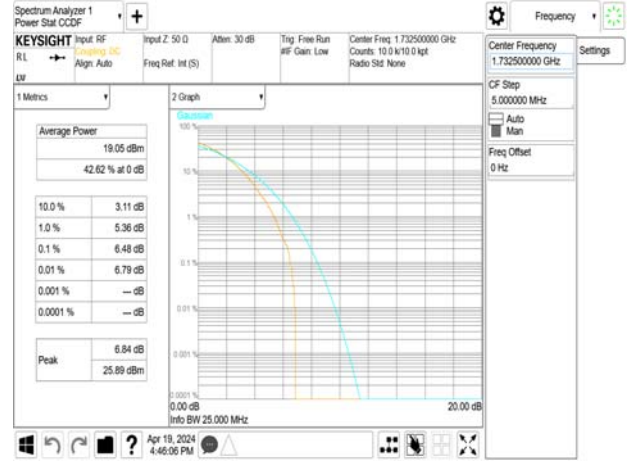 Spectrum Analyzer 1
Power Stat CCDF
Frequency
KEYSIGHT
Input: RF
Coupling: DC
Align: Auto
Input Z: 50 Ω
Freq Ref: Int (S)
Atten: 30 dB
Trig: Free Run
#IF Gain: Low
Center Freq: 1.732500000 GHz
Counts: 10.0 k/10.0 kpt
Radio Std: None
RL
LV
1 Metrics
2 Graph
Average Power
19.05 dBm
42.62 % at 0 dB
10.0 % 3.11 dB
1.0 % 5.36 dB
0.1 % 6.48 dB
0.01 % 6.79 dB
0.001 % --- dB
0.0001 % --- dB
Peak
6.84 dB
25.89 dBm
Gaussian
100 %
10 %
1 %
0.1 %
0.01 %
0.001 %
0.0001 %
0.00 dB
20.00 dB
Info BW 25.000 MHz
Center Frequency
1.732500000 GHz
Settings
CF Step
5.000000 MHz
Auto
Man
Freq Offset
0 Hz
?
Apr 19, 2024
4:46:06 PM